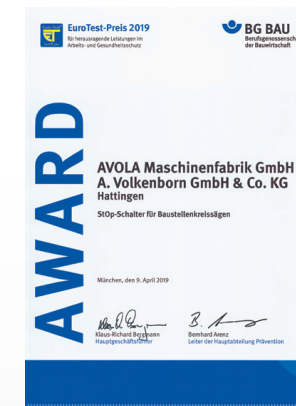 EuroTest-Preis 2019
für herausragende Leistungen im
Arbeits- und Gesundheitsschutz
BG BAU
Berufsgenossensch
der Bauwirtschaft
AWARD
AVOLA Maschinenfabrik GmbH
A. Volkenborn GmbH & Co. KG
Hattingen
StOp-Schalter für Baustellenkreissägen
München, den 9. April 2019
Klaus-Richard Bergmann
Hauptgeschäftsführer
Bernhard Arenz
Leiter der Hauptabteilung Prävention